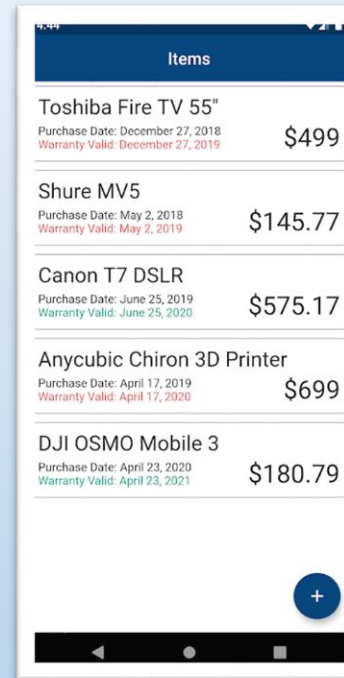 4:44
Items
Toshiba Fire TV 55"
Purchase Date: December 27, 2018
Warranty Valid: December 27, 2019
$499
Shure MV5
Purchase Date: May 2, 2018
Warranty Valid: May 2, 2019
$145.77
Canon T7 DSLR
Purchase Date: June 25, 2019
Warranty Valid: June 25, 2020
$575.17
Anycubic Chiron 3D Printer
Purchase Date: April 17, 2019
Warranty Valid: April 17, 2020
$699
DJI OSMO Mobile 3
Purchase Date: April 23, 2020
Warranty Valid: April 23, 2021
$180.79
+